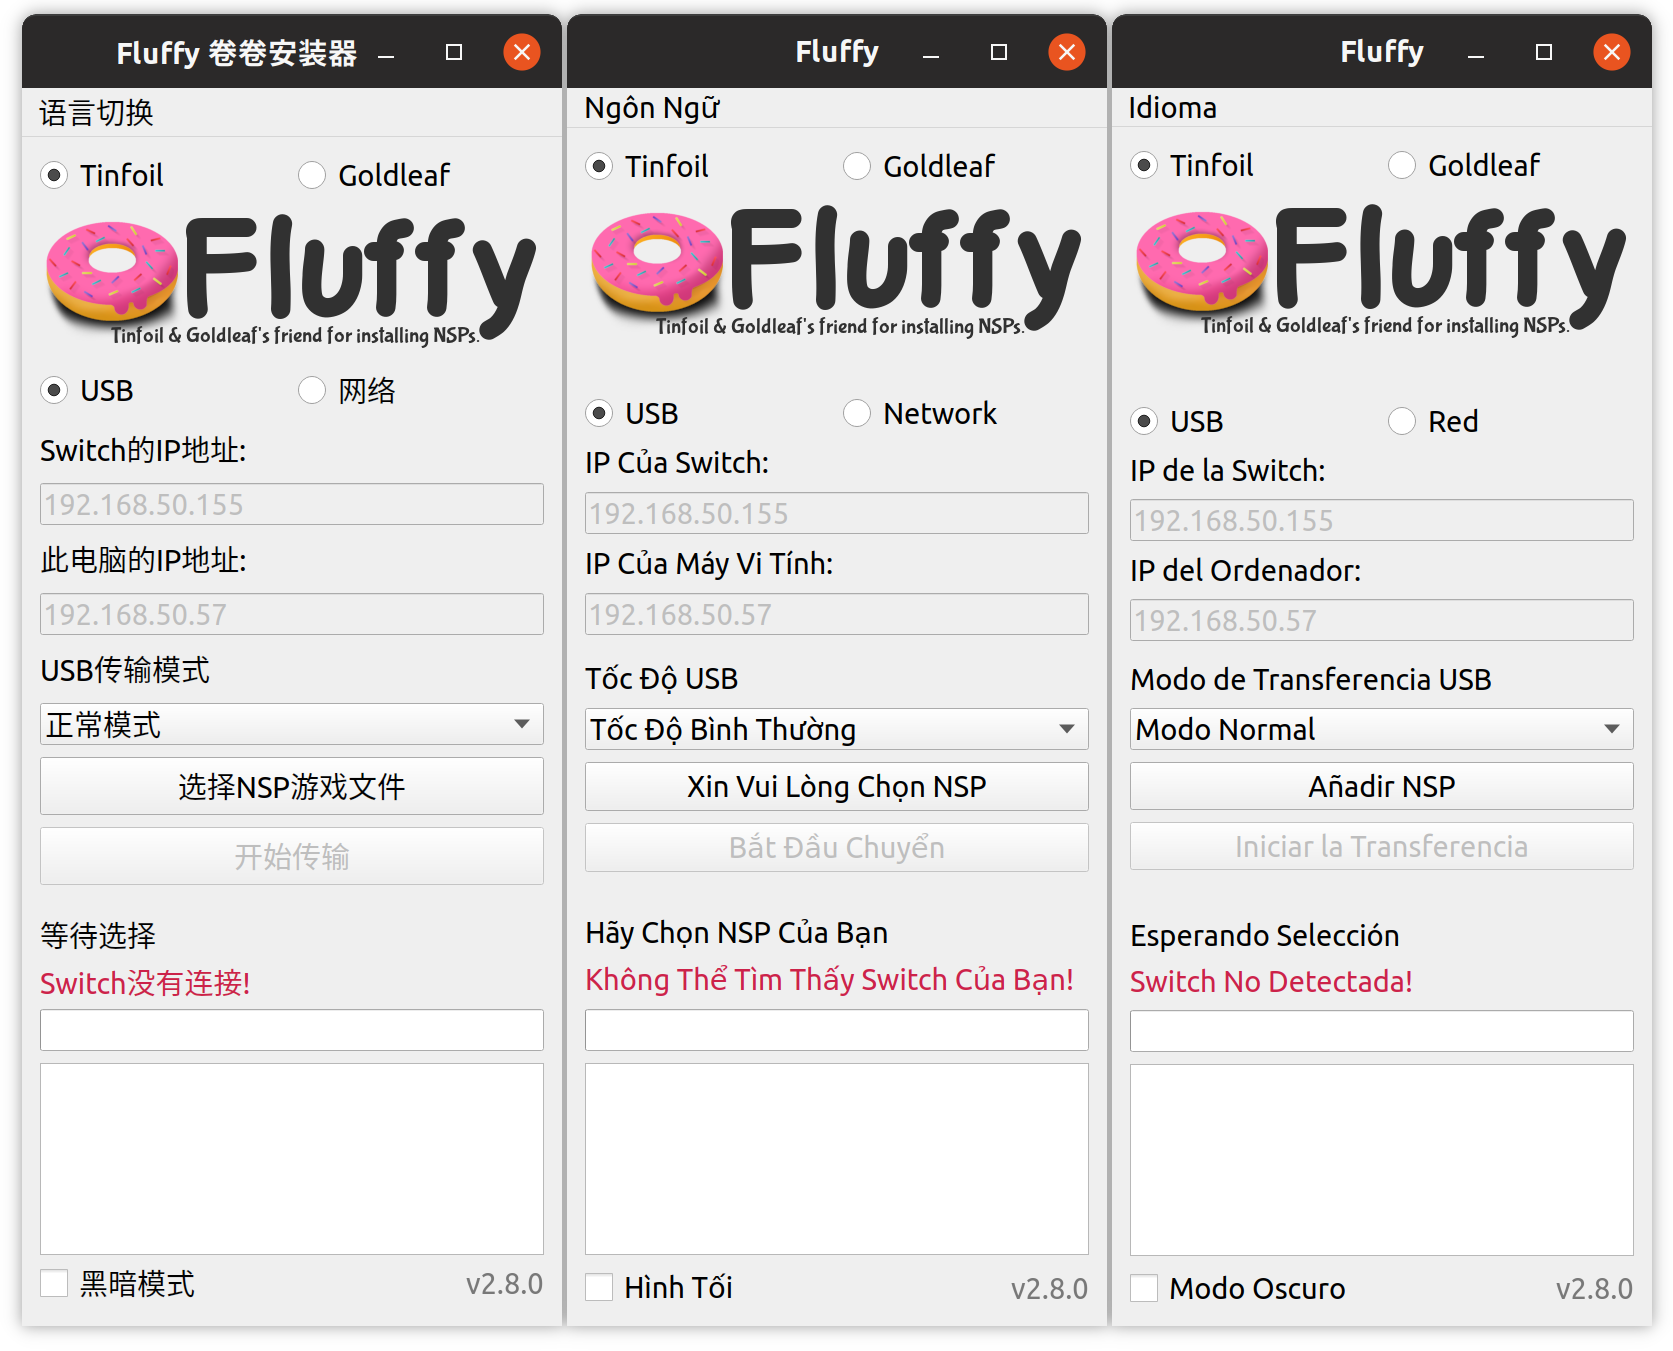 Fluffy 卷卷安装器
语言切换
Tinfoil
Goldleaf
Fluffy
Tinfoil & Goldleaf's friend for installing NSPs.
USB
网络
Switch的IP地址:
192.168.50.155
此电脑的IP地址:
192.168.50.57
USB传输模式
正常模式
选择NSP游戏文件
开始传输
等待选择
Switch没有连接!
黑暗模式
v2.8.0
Fluffy
Ngôn Ngữ
Tinfoil
Goldleaf
Fluffy
Tinfoil & Goldleaf's friend for installing NSPs.
USB
Network
IP Của Switch:
192.168.50.155
IP Của Máy Vi Tính:
192.168.50.57
Tốc Độ USB
Tốc Độ Bình Thường
Xin Vui Lòng Chọn NSP
Bắt Đầu Chuyển
Hãy Chọn NSP Của Bạn
Không Thể Tìm Thấy Switch Của Bạn!
Hình Tối
v2.8.0
Fluffy
Idioma
Tinfoil
Goldleaf
Fluffy
Tinfoil & Goldleaf's friend for installing NSPs.
USB
Red
IP de la Switch:
192.168.50.155
IP del Ordenador:
192.168.50.57
Modo de Transferencia USB
Modo Normal
Añadir NSP
Iniciar la Transferencia
Esperando Selección
Switch No Detectada!
Modo Oscuro
v2.8.0